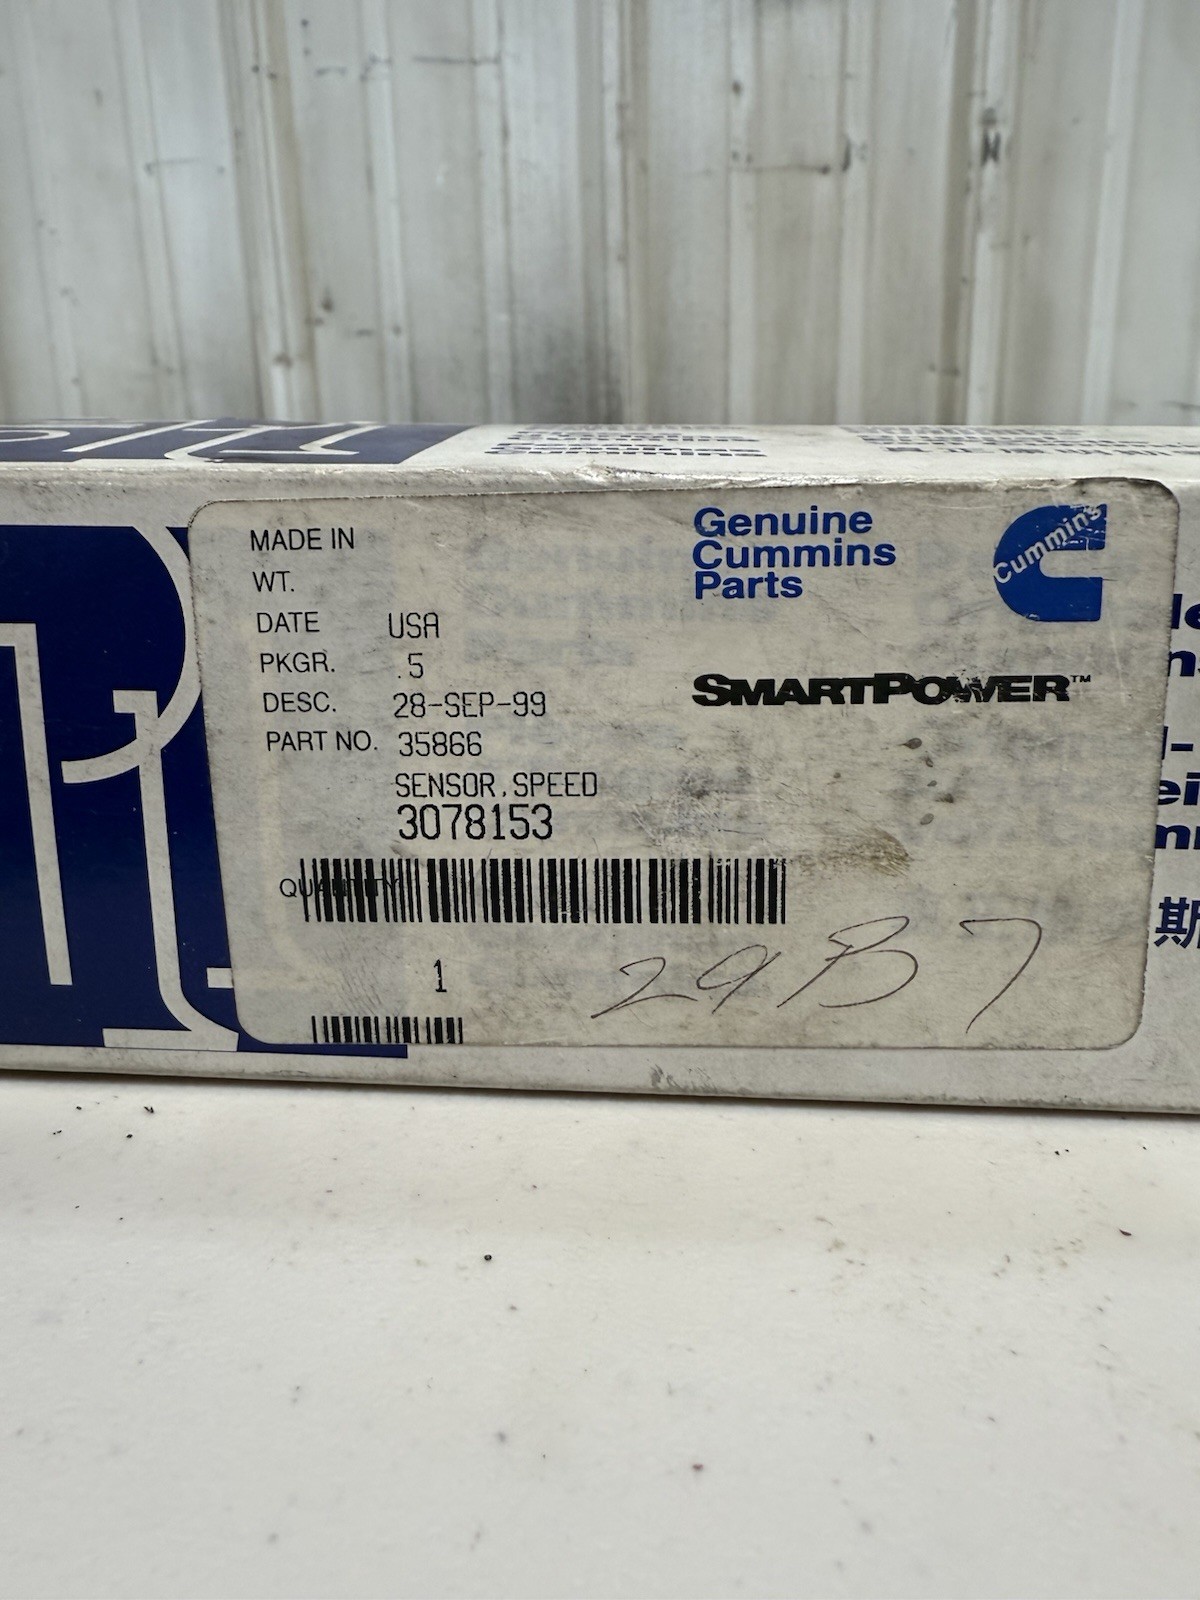 Genuine
Cummins
Parts
Cummins
SMARTPOWER™
MADE IN
WT.
DATE USA
PKGR. .5
DESC. 28-SEP-99
PART NO. 35866
SENSOR,SPEED
3078153
QUANTITY
1
29B7
斯